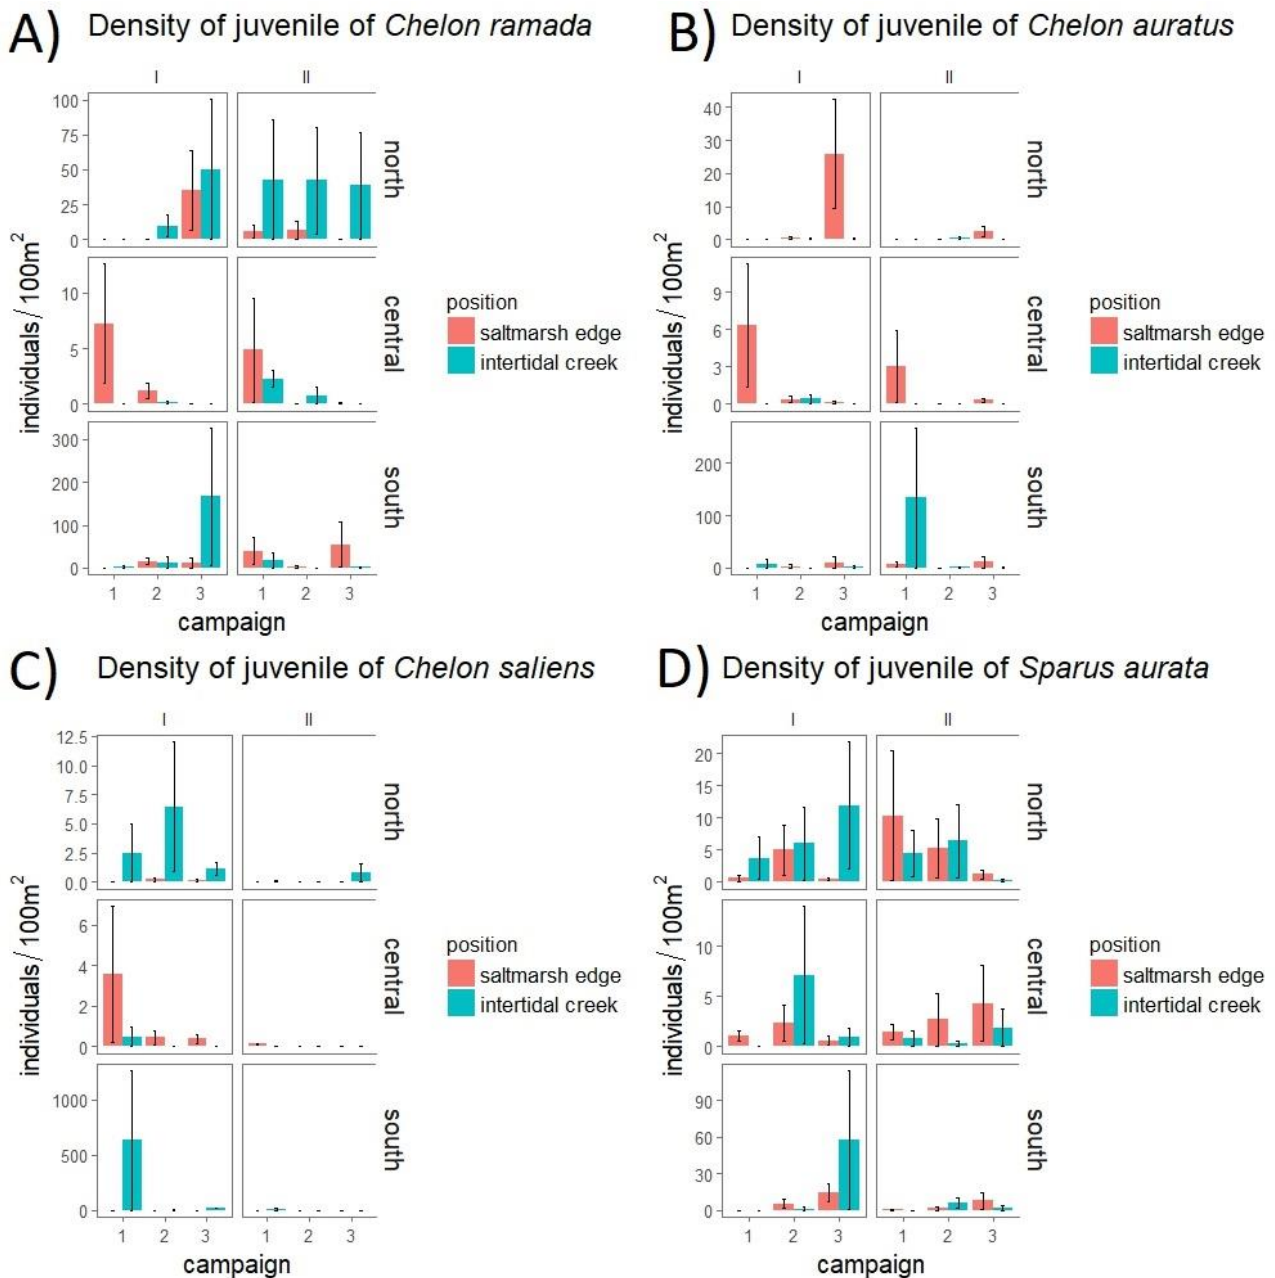 A) Density of juvenile of Chelon ramada
I II
100
75
50
25
0
north
10
5
0
central
300
200
100
0
south
individuals / 100m²
1 2 3 1 2 3
campaign
position
saltmarsh edge
intertidal creek
B) Density of juvenile of Chelon auratus
I II
40
30
20
10
0
north
9
6
3
0
central
200
100
0
south
individuals / 100m²
1 2 3 1 2 3
campaign
position
saltmarsh edge
intertidal creek
C) Density of juvenile of Chelon saliens
I II
12.5
10.0
7.5
5.0
2.5
0.0
north
6
4
2
0
central
1000
500
0
south
individuals / 100m²
1 2 3 1 2 3
campaign
position
saltmarsh edge
intertidal creek
D) Density of juvenile of Sparus aurata
I II
20
15
10
5
0
north
10
5
0
central
90
60
30
0
south
individuals / 100m²
1 2 3 1 2 3
campaign
position
saltmarsh edge
intertidal creek